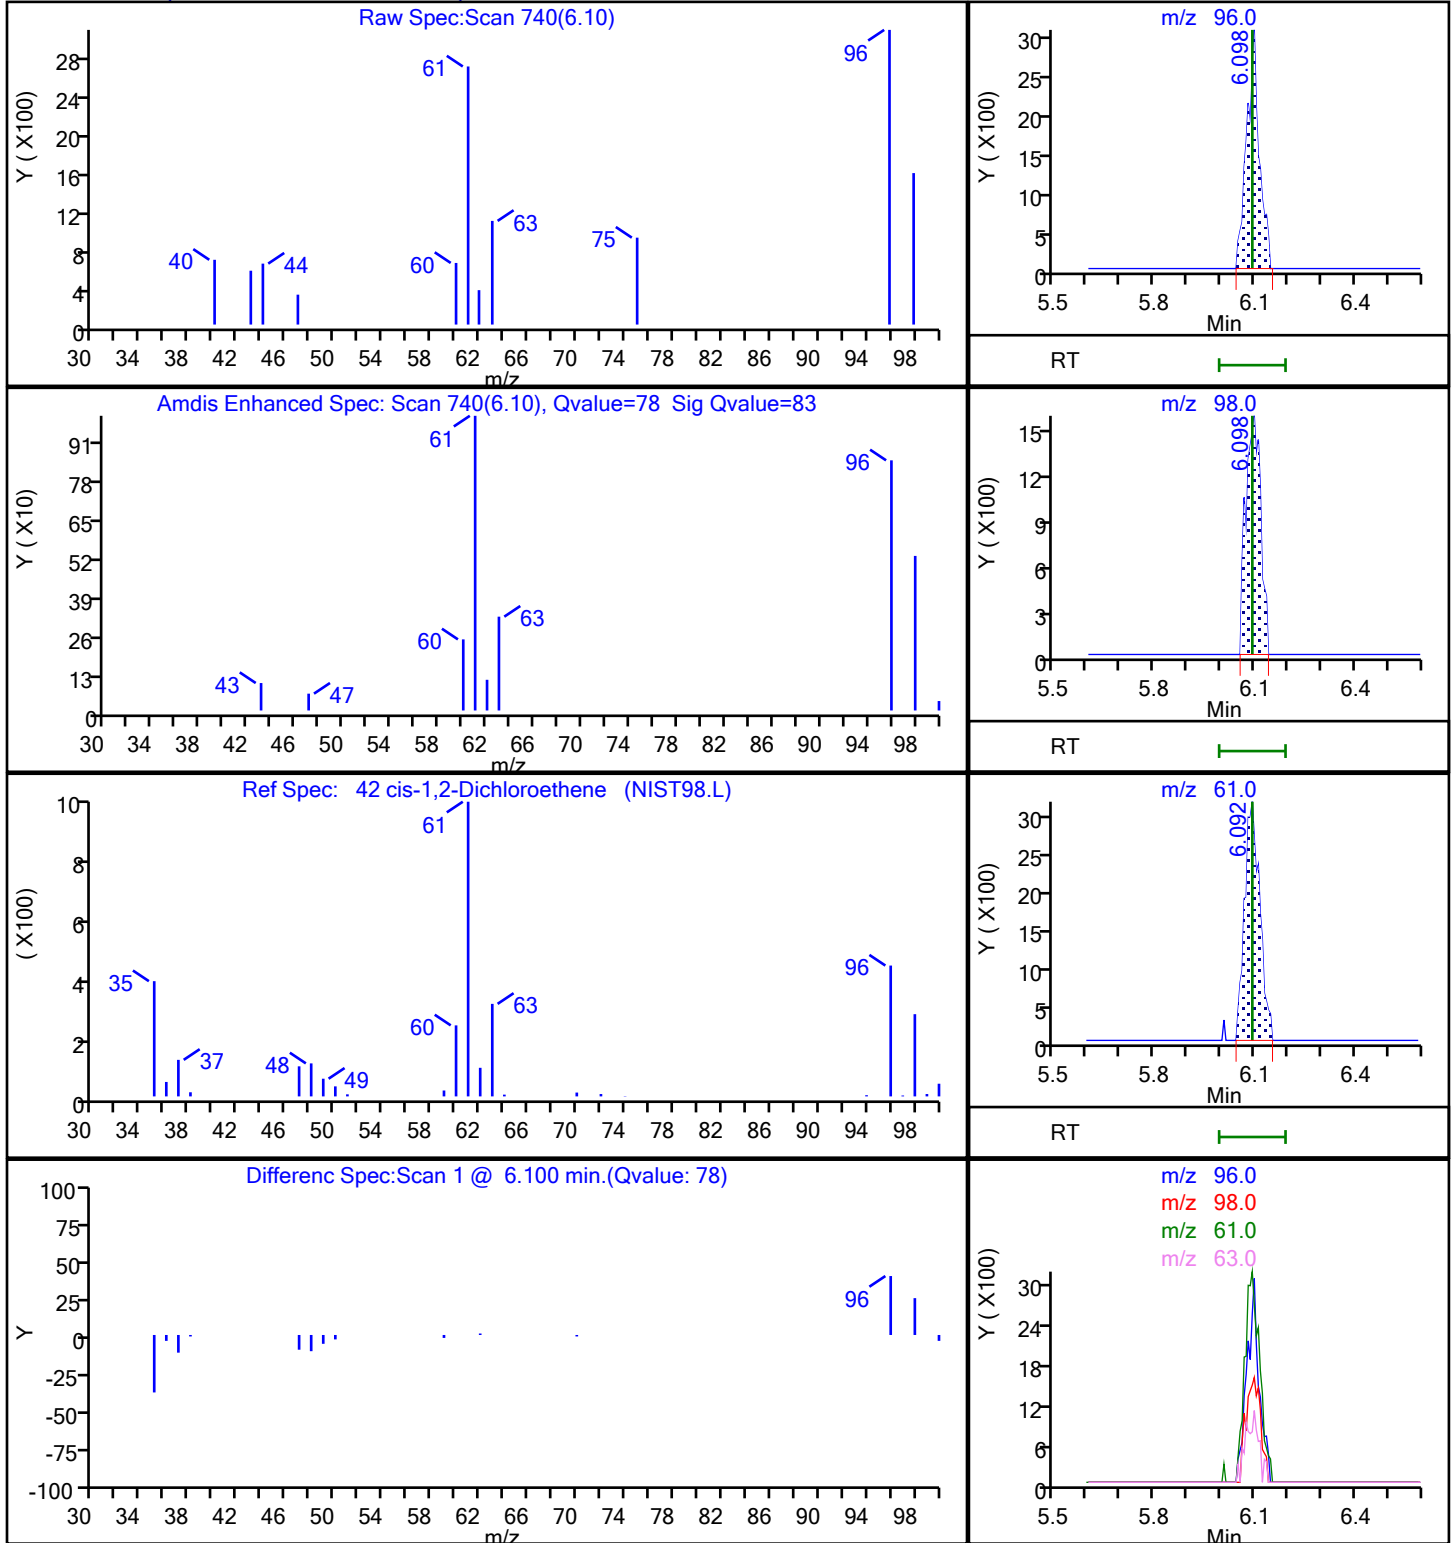 Raw Spec:Scan 740(6.10)
Y ( X100)
28
24
20
16
12
8
4
0
96
61
63
75
40
44
60
30 34 38 42 46 50 54 58 62 66 70 74 78 82 86 90 94 98
m/z
m/z 96.0
Y ( X100)
30
25
20
15
10
5
0
6.098
5.5 5.8 6.1 6.4
Min
RT
Amdis Enhanced Spec: Scan 740(6.10), Qvalue=78 Sig Qvalue=83
Y ( X10)
91
78
65
52
39
26
13
0
61
96
63
60
43
47
30 34 38 42 46 50 54 58 62 66 70 74 78 82 86 90 94 98
m/z
m/z 98.0
Y ( X100)
15
12
9
6
3
0
6.098
5.5 5.8 6.1 6.4
Min
RT
Ref Spec: 42 cis-1,2-Dichloroethene (NIST98.L)
( X100)
10
8
6
4
2
0
61
96
35
63
60
37
48
49
30 34 38 42 46 50 54 58 62 66 70 74 78 82 86 90 94 98
m/z
m/z 61.0
Y ( X100)
30
25
20
15
10
5
0
6.092
5.5 5.8 6.1 6.4
Min
RT
Differenc Spec:Scan 1 @ 6.100 min.(Qvalue: 78)
Y
100
75
50
25
0
-25
-50
-75
-100
96
30 34 38 42 46 50 54 58 62 66 70 74 78 82 86 90 94 98
m/z
m/z 96.0
m/z 98.0
m/z 61.0
m/z 63.0
Y ( X100)
30
24
18
12
6
0
5.5 5.8 6.1 6.4
Min